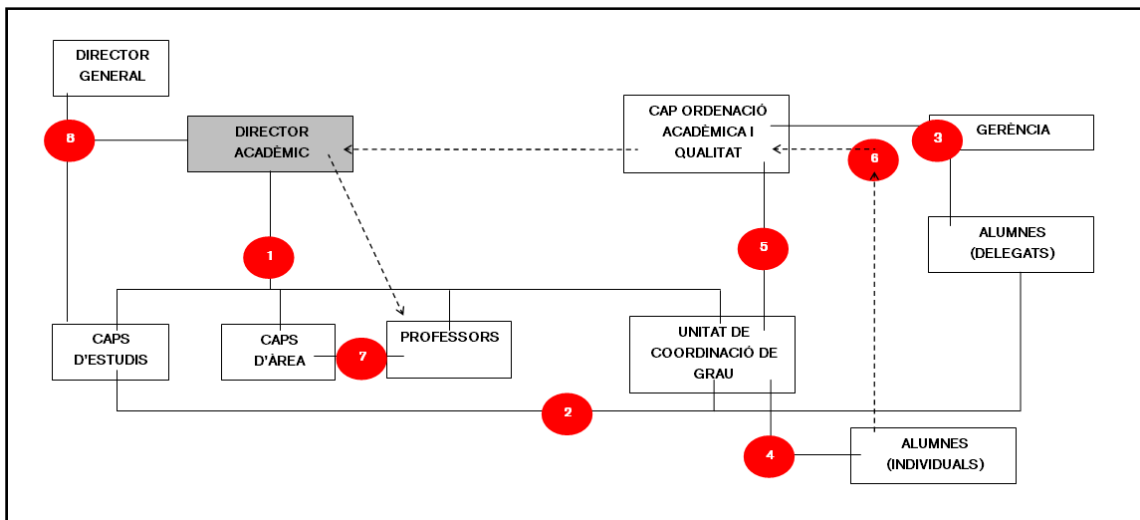 DIRECTOR
GENERAL
8
DIRECTOR
ACADÈMIC
CAP ORDENACIÓ
ACADÈMICA I
QUALITAT
3
GERÈNCIA
6
1
5
ALUMNES
(DELEGATS)
CAPS
D'ESTUDIS
CAPS
D'ÀREA
7
PROFESSORS
UNITAT DE
COORDINACIÓ DE
GRAU
2
4
ALUMNES
(INDIVIDUALS)